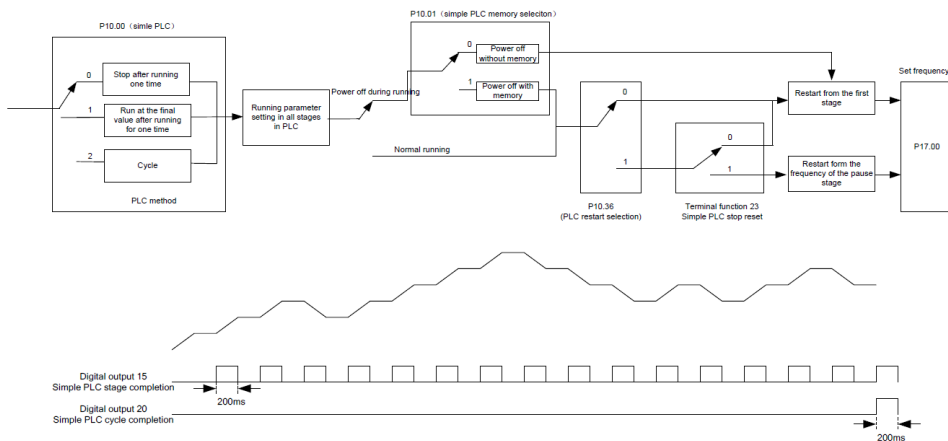 P10.00（simle PLC）
0
Stop after running
one time
1
Run at the final
value after running
for one time
2
Cycle
PLC method
Running parameter
setting in all stages
in PLC
Power off during running
Normal running
P10.01（simple PLC memory seleciton）
0
Power off
without memory
1
Power off with
memory
0
1
P10.36
(PLC restart selection)
0
1
Terminal function 23
Simple PLC stop reset
Restart from the first
stage
Restart form the
frequency of the pause
stage
Set frequency
P17.00
Digital output 15
Simple PLC stage completion
200ms
Digital output 20
Simple PLC cycle completion
200ms